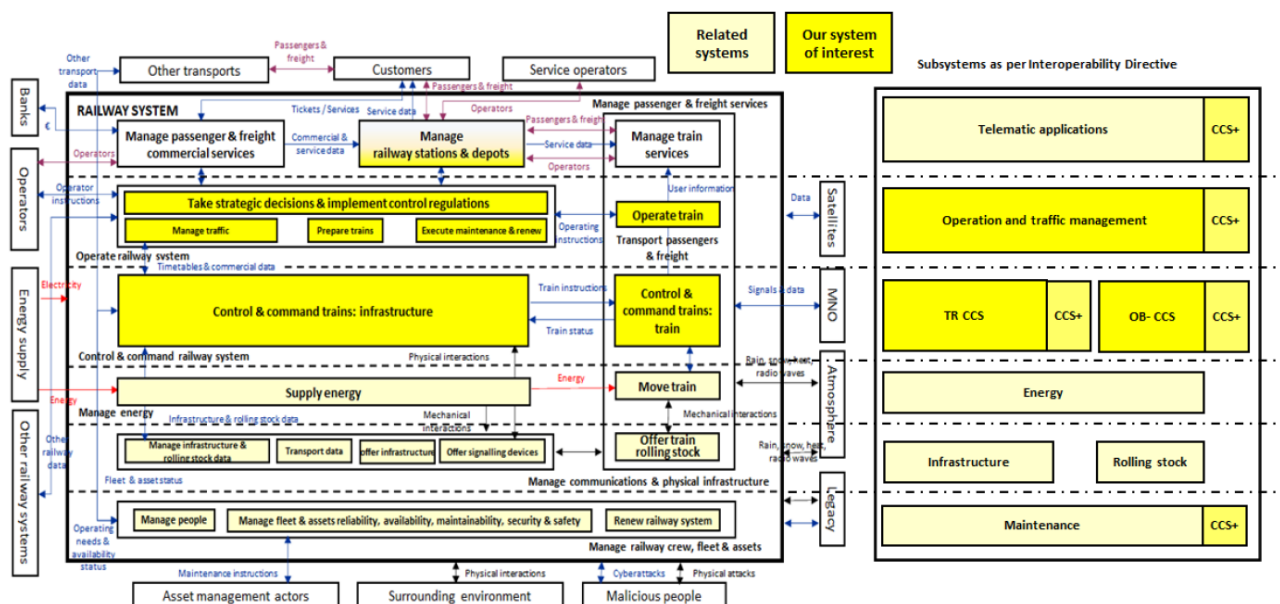 Related
systems
Our system
of interest
Subsystems as per Interoperability Directive
Other
transport
data
Passengers &
freight
Other transports
Customers
Service operators
Passengers & freight
Banks
€
RAILWAY SYSTEM
Tickets / Services
Service data
Operators
Manage passenger & freight services
Manage passenger & freight
commercial services
Commercial &
service data
Manage
railway stations & depots
Passengers & freigh
Service data
Operators
Manage train
services
Operators
Operators
Operator
instructions
User information
Take strategic decisions & implement control regulations
Manage traffic
Prepare trains
Execute maintenance & renew
Operating
instructions
Operate train
Transport passengers
& freight
Operate railway system
Timetables & commercial data
Data
Satellites
Energy supply
Electricity
Control & command trains: infrastructure
Train instructions
Train status
Control &
command trains:
train
Signals & data
MNO
Control & command railway system
Physical interactions
Rain, snow, heat,
radio waves
Energy
Supply energy
Energy
Move train
Manage energy
Atmosphere
Infrastructure & rolling stock data
Mechanical
interactions
Mechanical interactions
Other railway systems
Other
railway
data
Manage infrastructure &
rolling stock data
Transport data
offer infrastructure
Offer signalling devices
Offer train
rolling stock
Rain, snow, heat,
radio waves
Fleet & asset status
Manage communications & physical infrastructure
Legacy
Manage people
Manage fleet & assets reliability, availability, maintainability, security & safety
Renew railway system
Operating
needs &
availability
status
Manage railway crew, fleet & assets
Maintenance instructions
Physical interactions
Cyberattacks
Physical attacks
Asset management actors
Surrounding environment
Malicious people
Telematic applications
CCS+
Operation and traffic management
CCS+
TR CCS
CCS+
OB- CCS
CCS+
Energy
Infrastructure
Rolling stock
Maintenance
CCS+